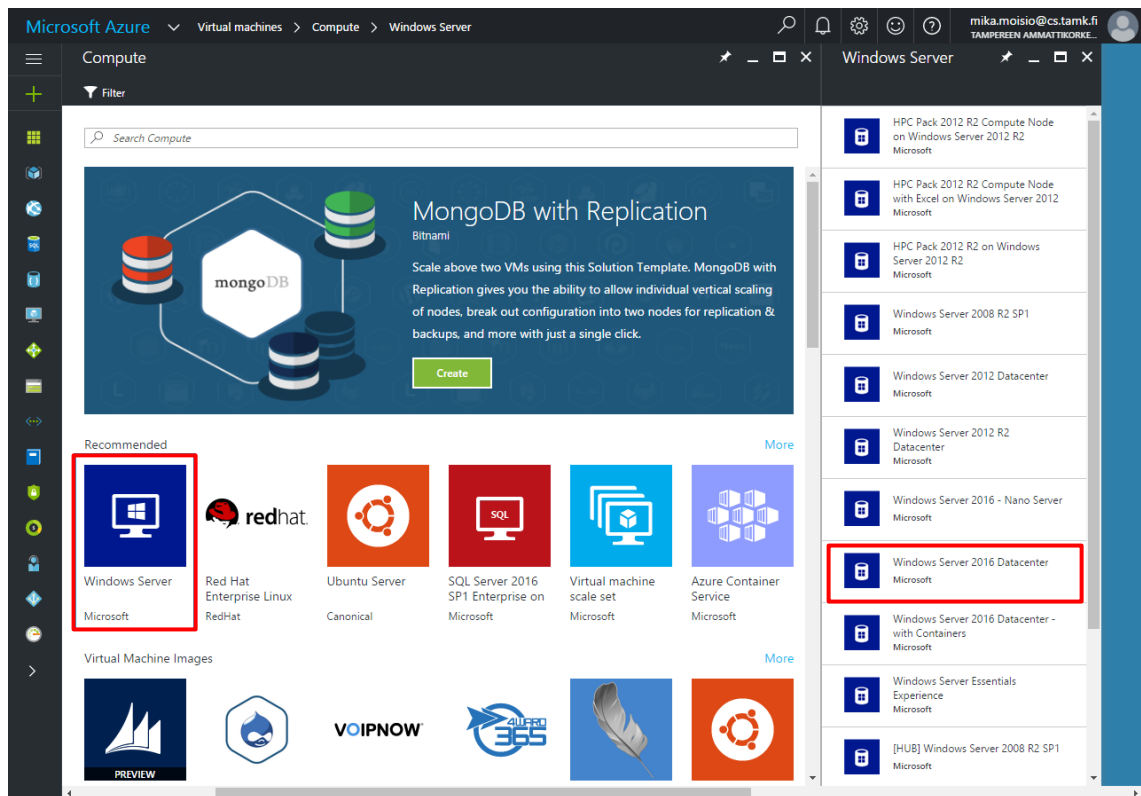 Microsoft Azure
Virtual machines > Compute > Windows Server
mika.moisio@cs.tamk.fi
TAMPEREEN AMMATTIKORKE...
Compute
Filter
Search Compute
mongoDB
MongoDB with Replication
Bitnami
Scale above two VMs using this Solution Template. MongoDB with
Replication gives you the ability to allow individual vertical scaling
of nodes, break out configuration into two nodes for replication &
backups, and more with just a single click.
Create
Recommended
More
redhat.
SQL
Windows Server
Microsoft
Red Hat
Enterprise Linux
RedHat
Ubuntu Server
Canonical
SQL Server 2016
SP1 Enterprise on
Microsoft
Virtual machine
scale set
Microsoft
Azure Container
Service
Microsoft
Virtual Machine Images
More
PREVIEW
VOIPNOW
4WARD
365
Windows Server
HPC Pack 2012 R2 Compute Node
on Windows Server 2012 R2
Microsoft
HPC Pack 2012 R2 Compute Node
with Excel on Windows Server 2012
Microsoft
HPC Pack 2012 R2 on Windows
Server 2012 R2
Microsoft
Windows Server 2008 R2 SP1
Microsoft
Windows Server 2012 Datacenter
Microsoft
Windows Server 2012 R2
Datacenter
Microsoft
Windows Server 2016 - Nano Server
Microsoft
Windows Server 2016 Datacenter
Microsoft
Windows Server 2016 Datacenter -
with Containers
Microsoft
Windows Server Essentials
Experience
Microsoft
[HUB] Windows Server 2008 R2 SP1
Microsoft